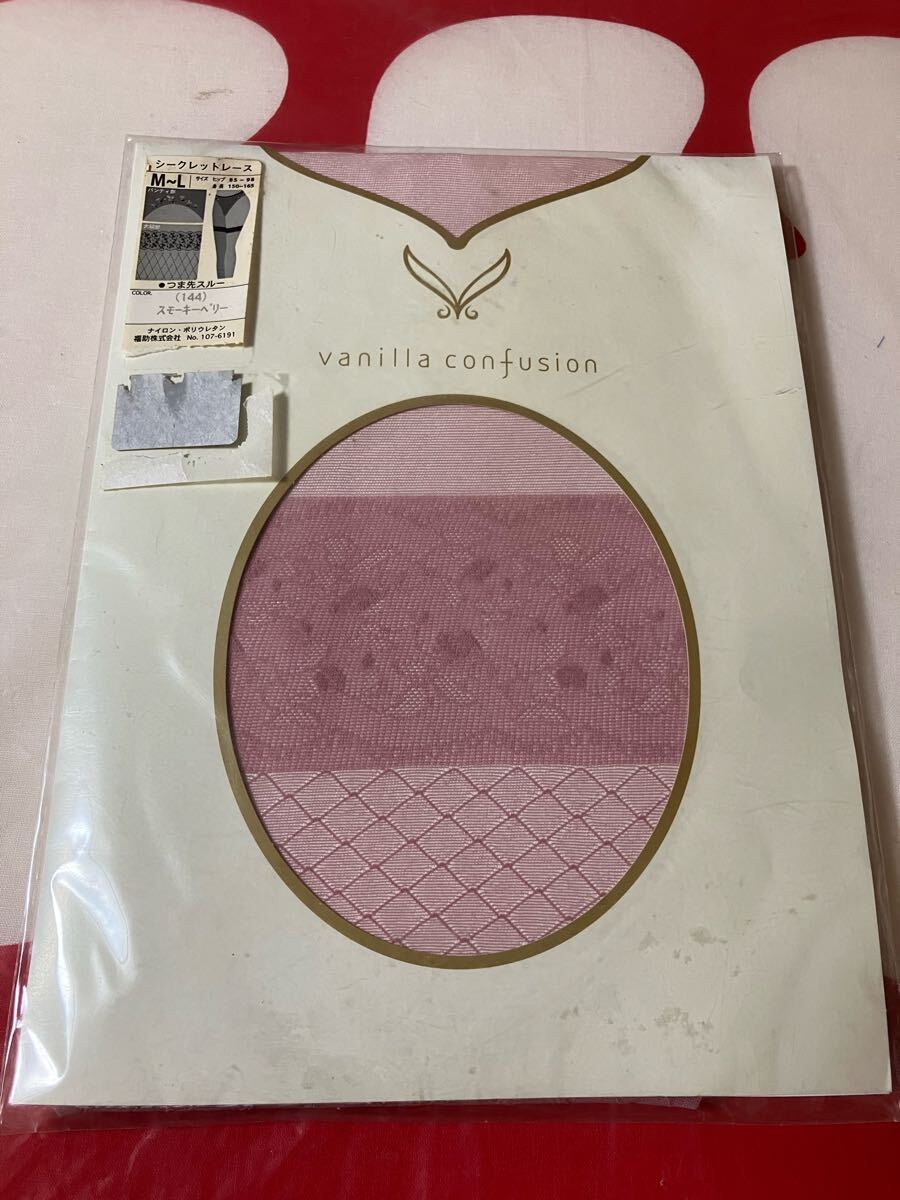 シークレットレース
M~L サイズ ヒップ 85-98
身長 150-165
パンティ部
大腿部
●つま先スルー
COLOR.
(144)
スモーキーベリー
ナイロン・ポリウレタン
福助株式会社 No. 107-6191
vanilla confusion